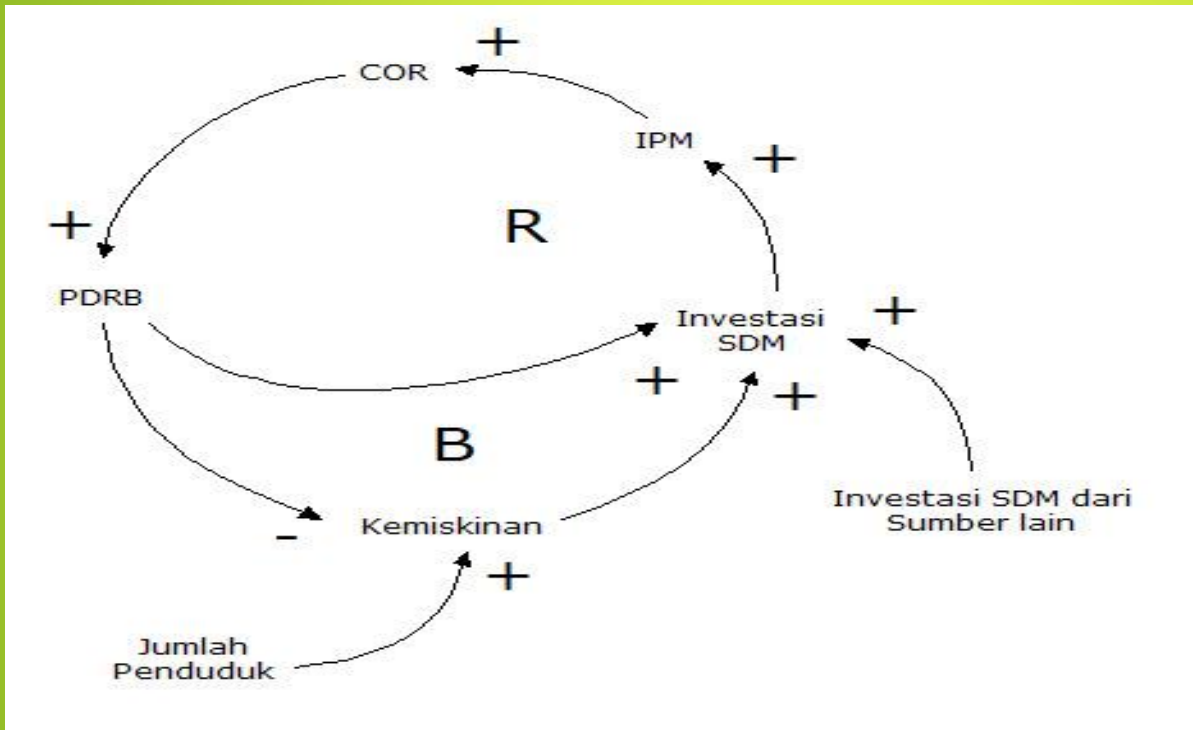 +
COR
IPM
+
+
R
PDRB
Investasi
SDM
+
+
+
B
Investasi SDM dari
Sumber lain
Kemiskinan
-
+
Jumlah
Penduduk